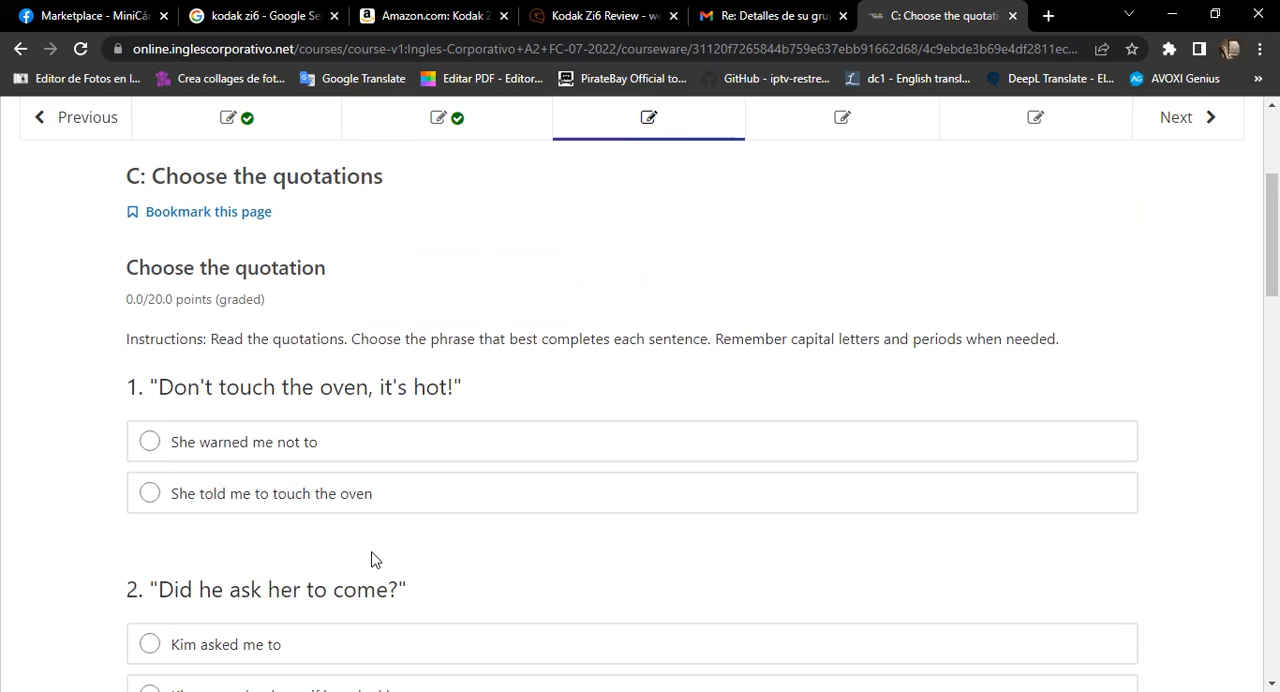 Marketplace - MiniCá
kodak zi6 - Google Se
Amazon.com: Kodak Z
Kodak Zi6 Review - we
Re: Detalles de su gru
C: Choose the quotati
online.inglescorporativo.net/courses/course-v1:Ingles-Corporativo+A2+FC-07-2022/courseware/31120f7265844b759e637ebb91662d68/4c9ebde3b69e4df2811ec...
Editor de Fotos en l...
Crea collages de fot...
Google Translate
Editar PDF - Editor...
PirateBay Official to...
GitHub - iptv-restre...
dc1 - English transl...
DeepL Translate - El...
AVOXI Genius
»
Previous
Next
C: Choose the quotations
Bookmark this page
Choose the quotation
0.0/20.0 points (graded)
Instructions: Read the quotations. Choose the phrase that best completes each sentence. Remember capital letters and periods when needed.
1. "Don't touch the oven, it's hot!"
She warned me not to
She told me to touch the oven
2. "Did he ask her to come?"
Kim asked me to